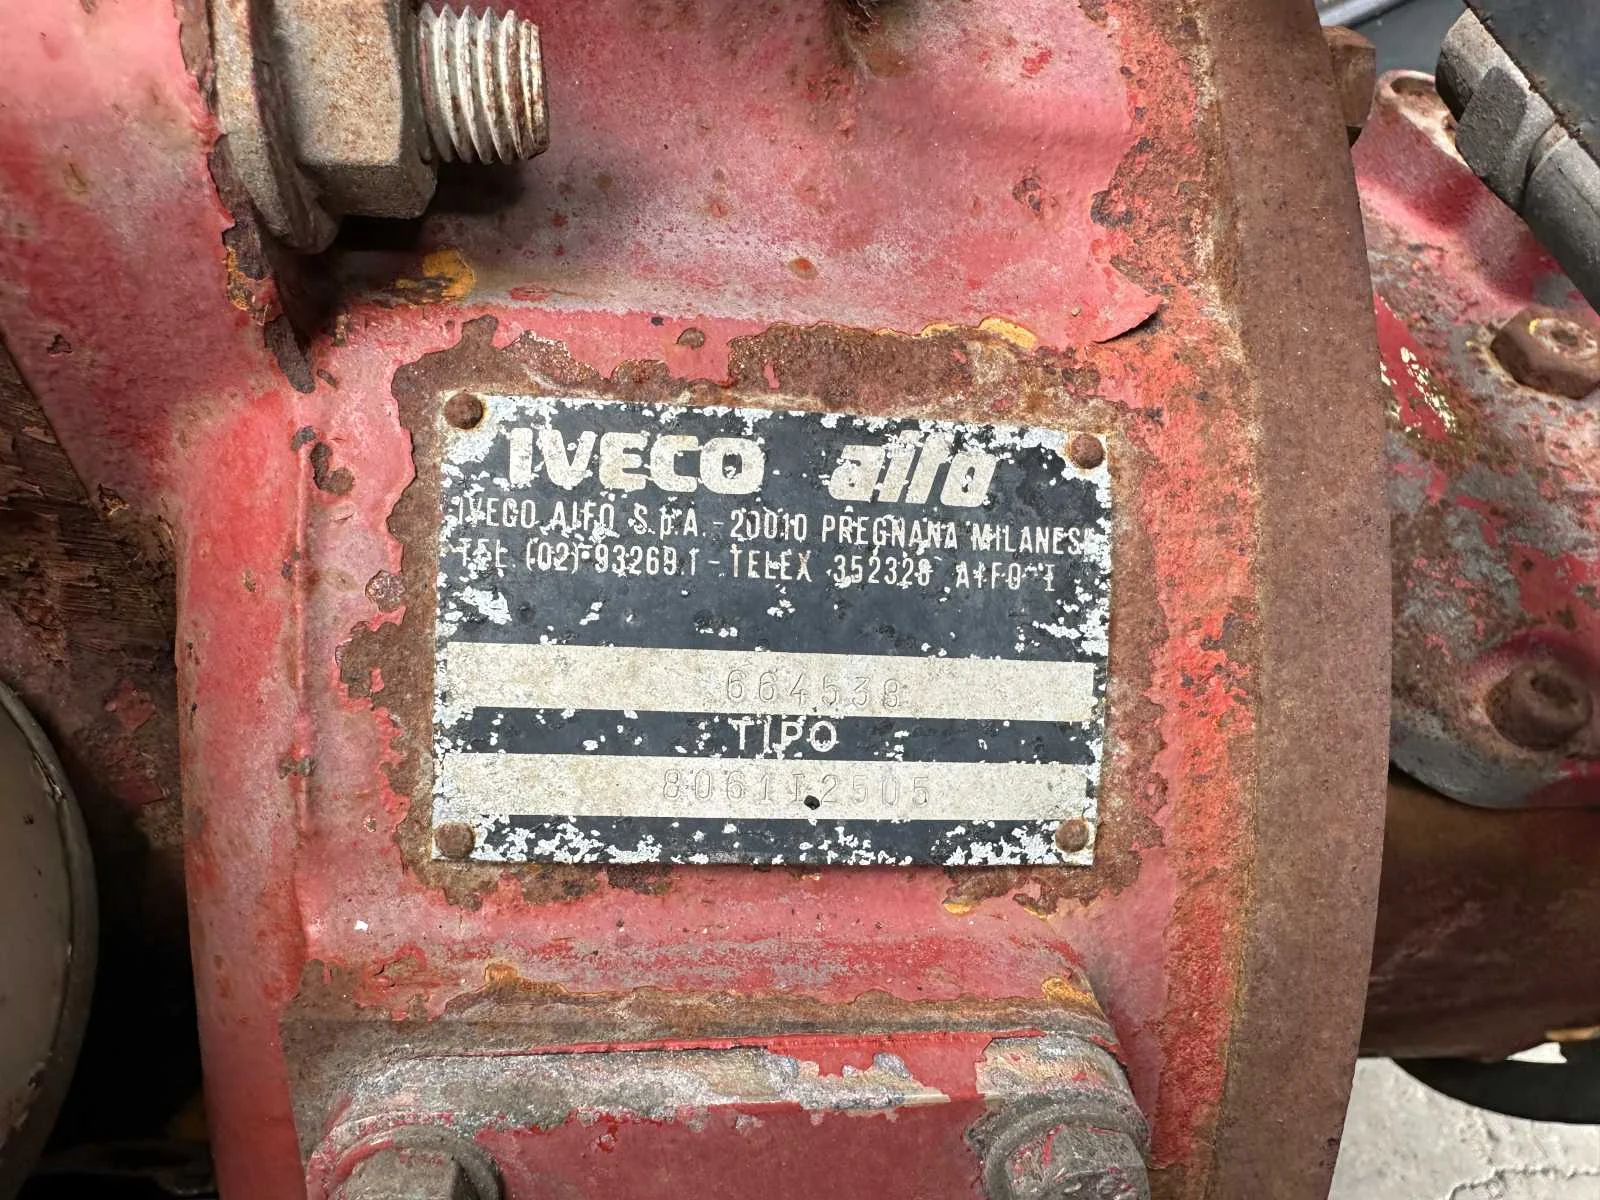 IVECO aifo
IVECO AIFO S.p.A. - 20010 PREGNANA MILANESE
TEL (02) 93269.1 - TELEX 352328 AIFO-I
664538
TIPO
8061I2505